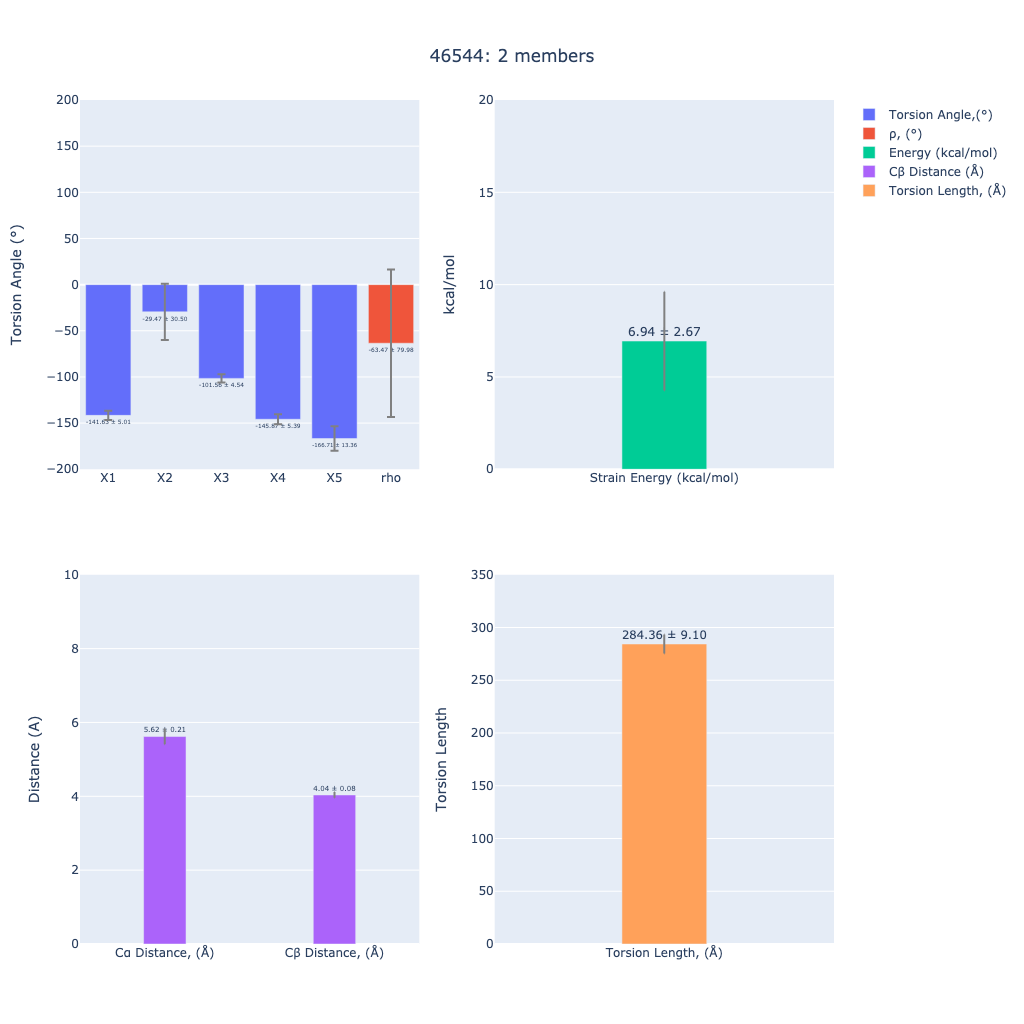 46544: 2 members
Torsion Angle (°)
200
150
100
50
0
−50
−100
−150
−200
-141.63 ± 5.01
-29.47 ± 30.50
-101.56 ± 4.54
-145.87 ± 5.39
-166.71 ± 13.36
-63.47 ± 79.98
X1 X2 X3 X4 X5 rho
kcal/mol
20
15
10
5
0
6.94 ± 2.67
Strain Energy (kcal/mol)
Torsion Angle,(°)
ρ, (°)
Energy (kcal/mol)
Cβ Distance (Å)
Torsion Length, (Å)
Distance (A)
10
8
6
4
2
0
5.62 ± 0.21
4.04 ± 0.08
Cα Distance, (Å) Cβ Distance, (Å)
Torsion Length
350
300
250
200
150
100
50
0
284.36 ± 9.10
Torsion Length, (Å)